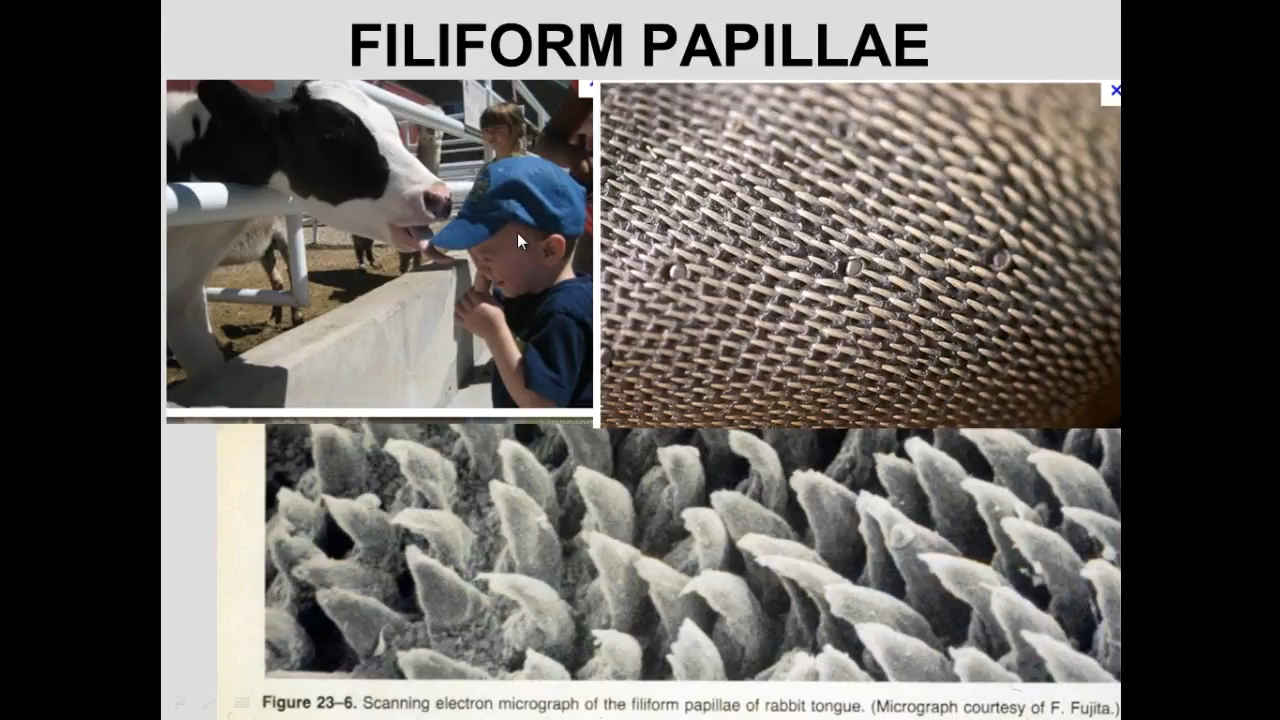 FILIFORM PAPILLAE
Figure 23–6. Scanning electron micrograph of the filiform papillae of rabbit tongue. (Micrograph courtesy of F. Fujita.)